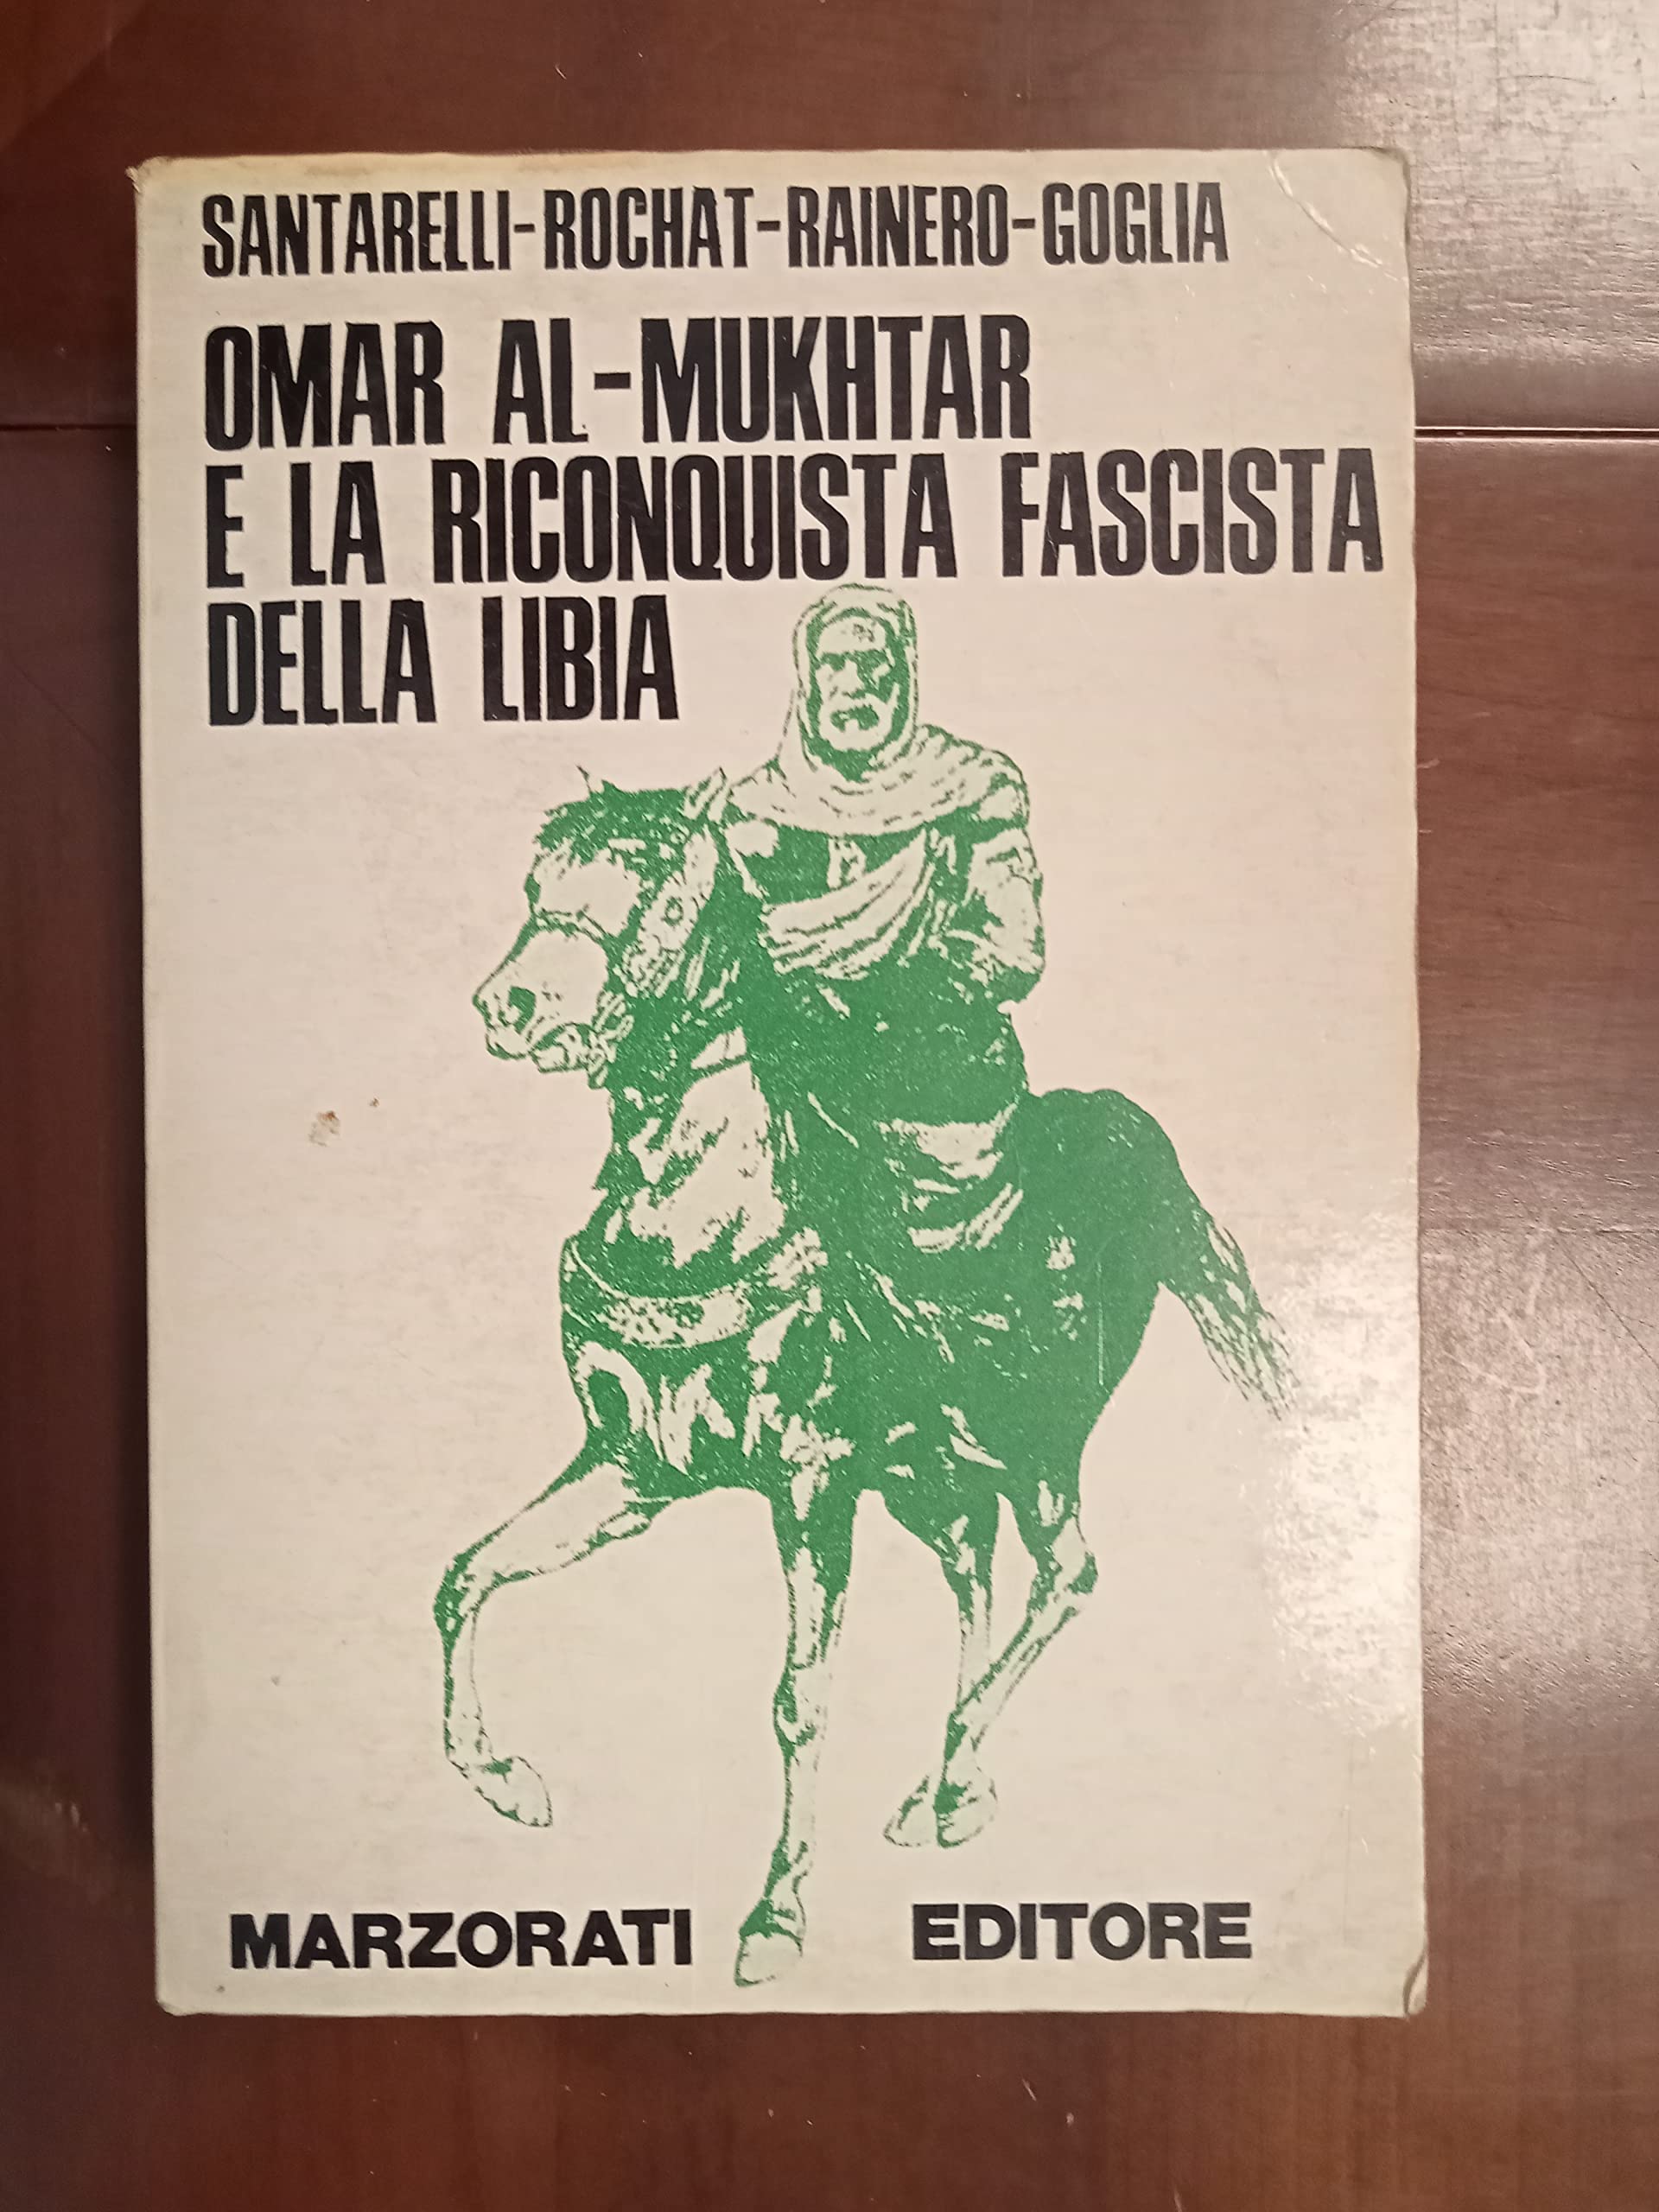 SANTARELLI-ROCHAT-RAINERO-GOGLIA
OMAR AL-MUKHTAR
E LA RICONQUISTA FASCISTA
DELLA LIBIA
MARZORATI EDITORE